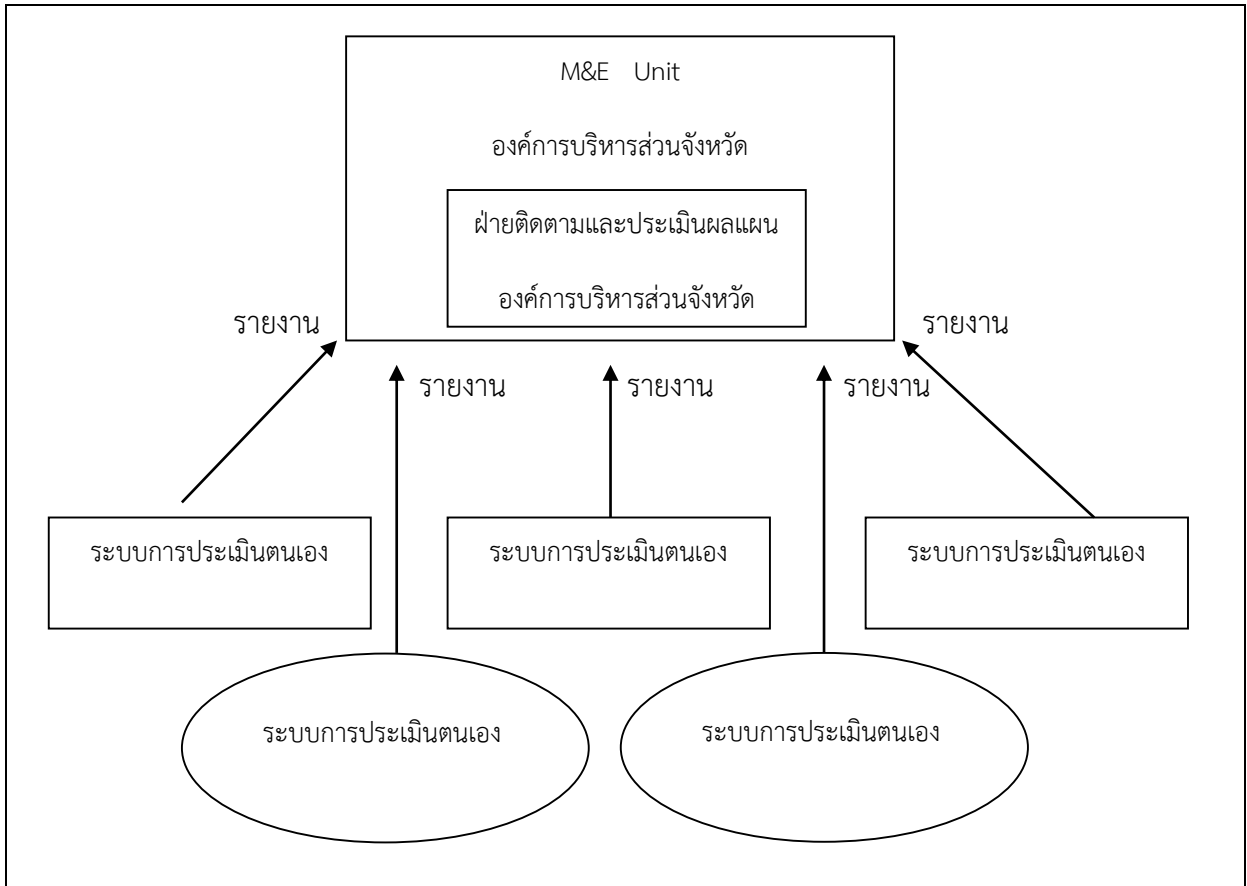 M&E Unit
องค์การบริหารส่วนจังหวัด
ฝ่ายติดตามและประเมินผลแผน
องค์การบริหารส่วนจังหวัด
รายงาน
รายงาน
รายงาน
รายงาน
รายงาน
ระบบการประเมินตนเอง
ระบบการประเมินตนเอง
ระบบการประเมินตนเอง
ระบบการประเมินตนเอง
ระบบการประเมินตนเอง